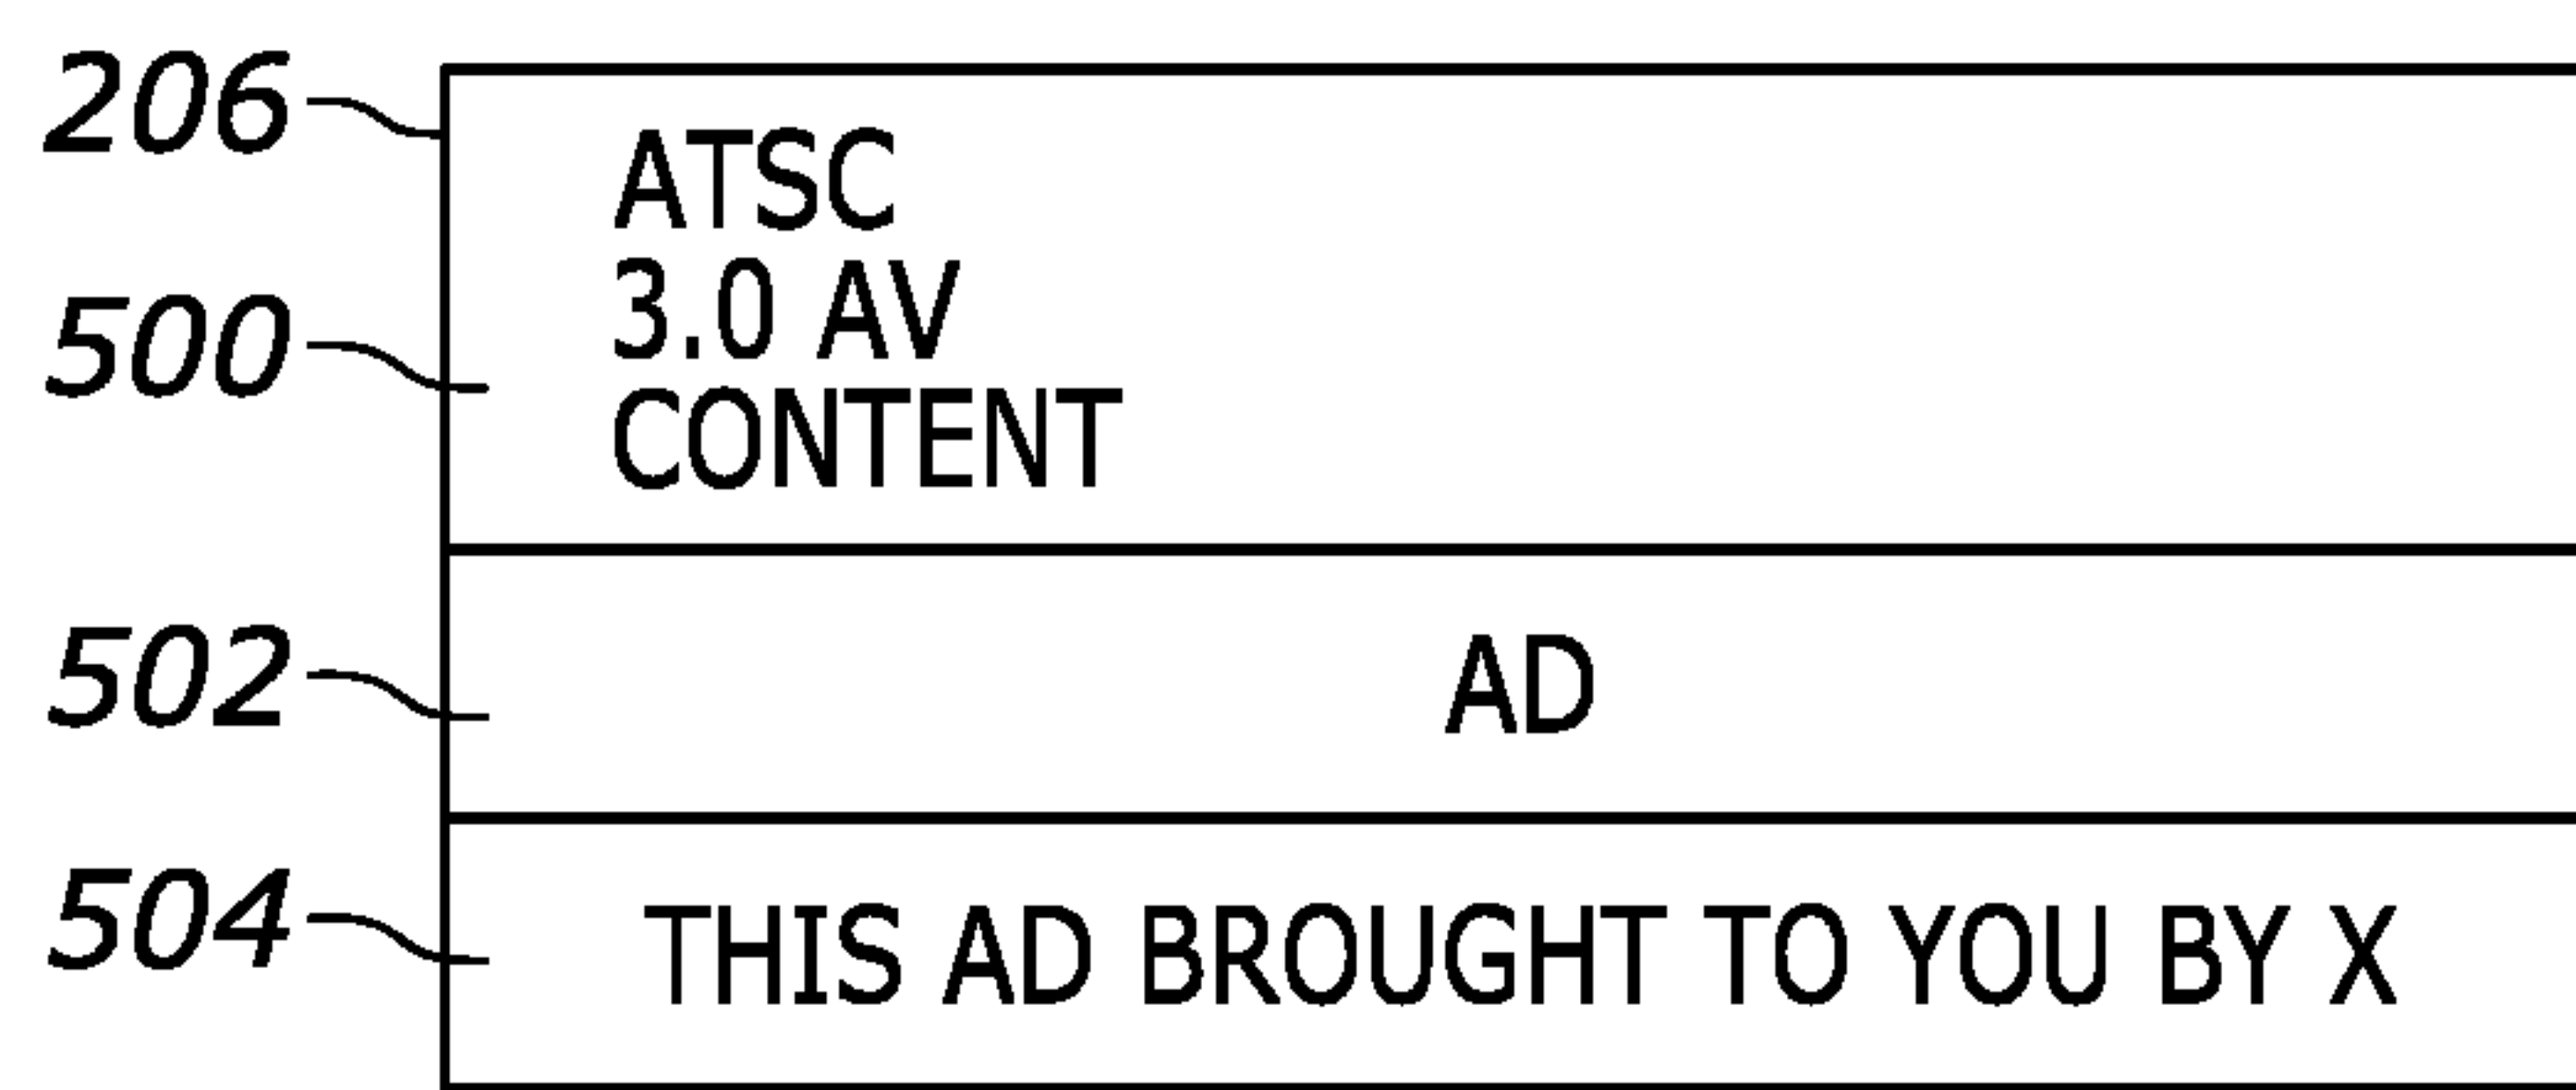 206
ATSC
3.0 AV
500
CONTENT
502
AD
504
THIS AD BROUGHT TO YOU BY X